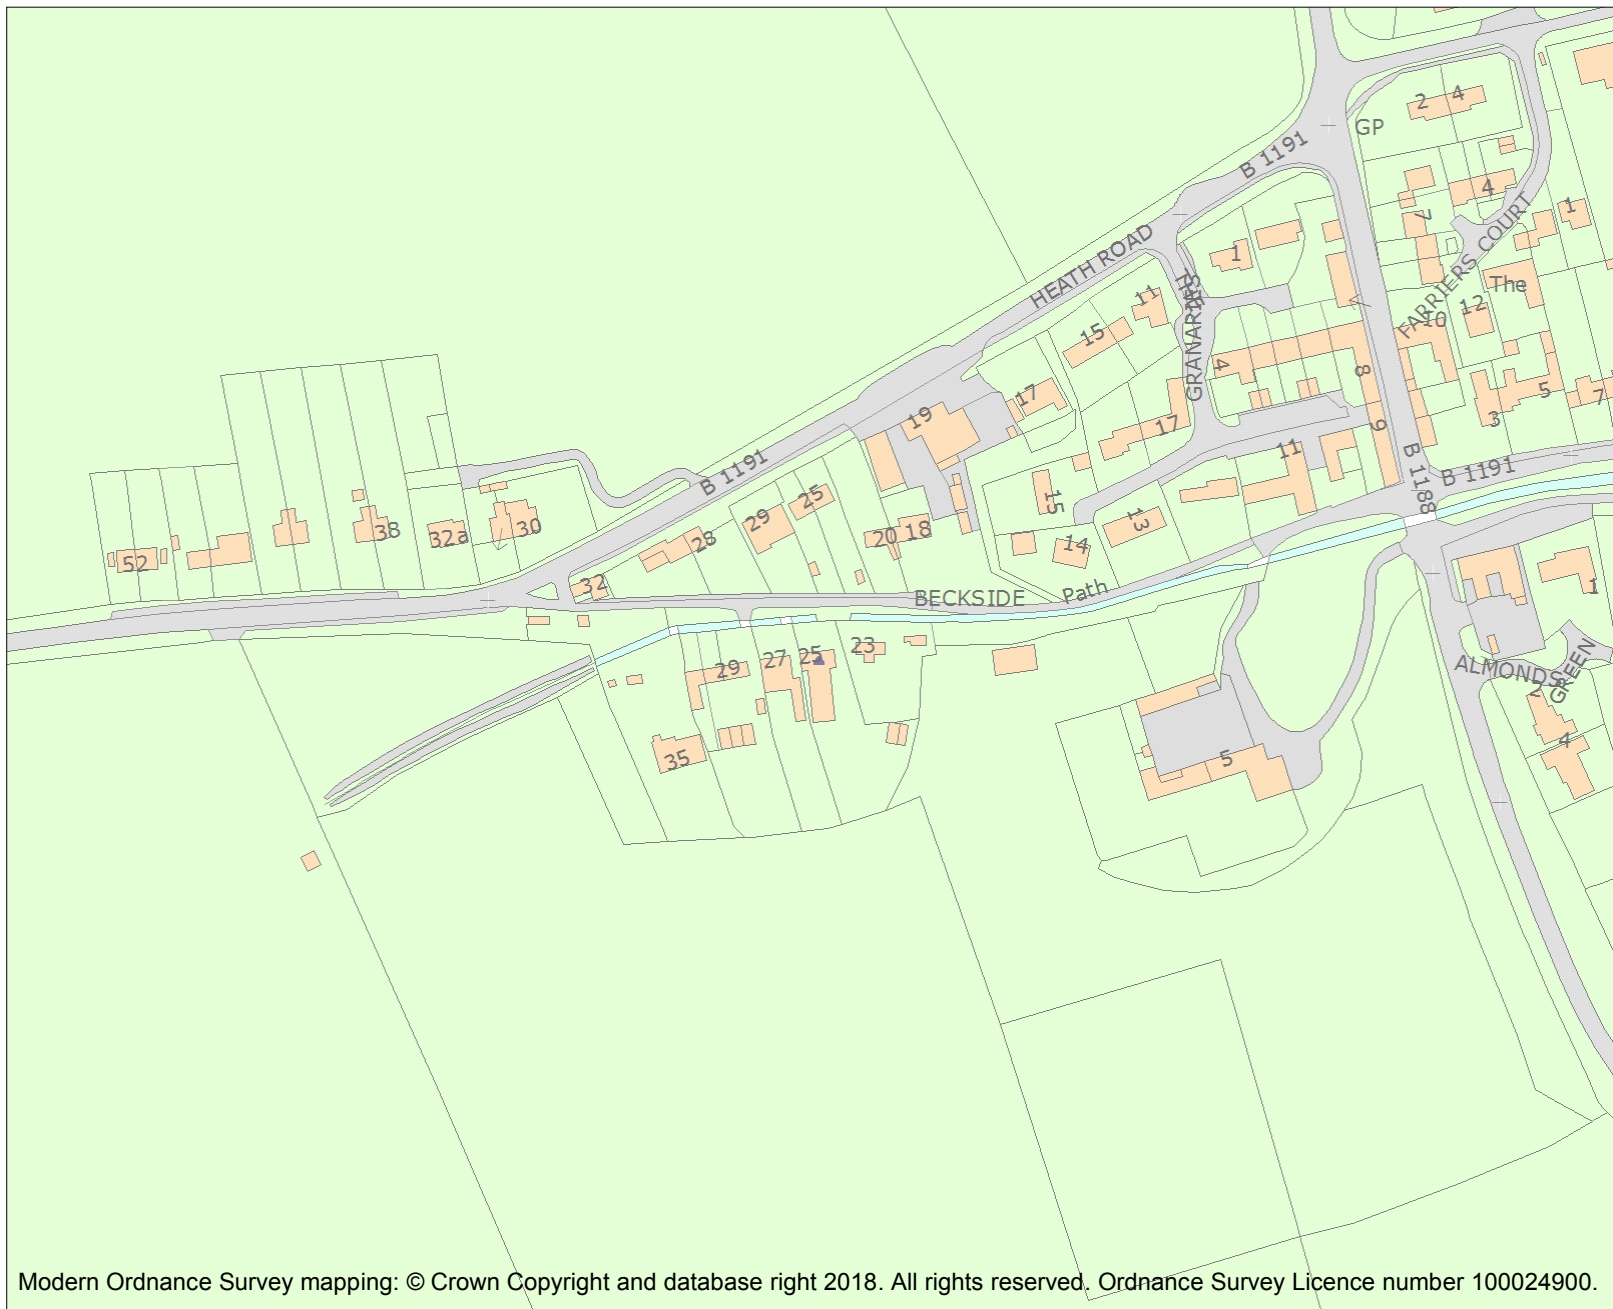 2
4
GP
B 1191
4
7
1
FARRIERS COURT
HEATH ROAD
1
THE
GRANARIES
The
11
15
12
10
4
8
17
19
5
7
3
9
17
11
B 1191
B 1191
B 1188
25
29
15
13
38
32a
30
28
20
18
14
52
32
BECKSIDE
Path
1
23
25
27
29
ALMONDS
GREEN
2
35
5
4
Modern Ordnance Survey mapping: © Crown Copyright and database right 2018. All rights reserved. Ordnance Survey Licence number 100024900.